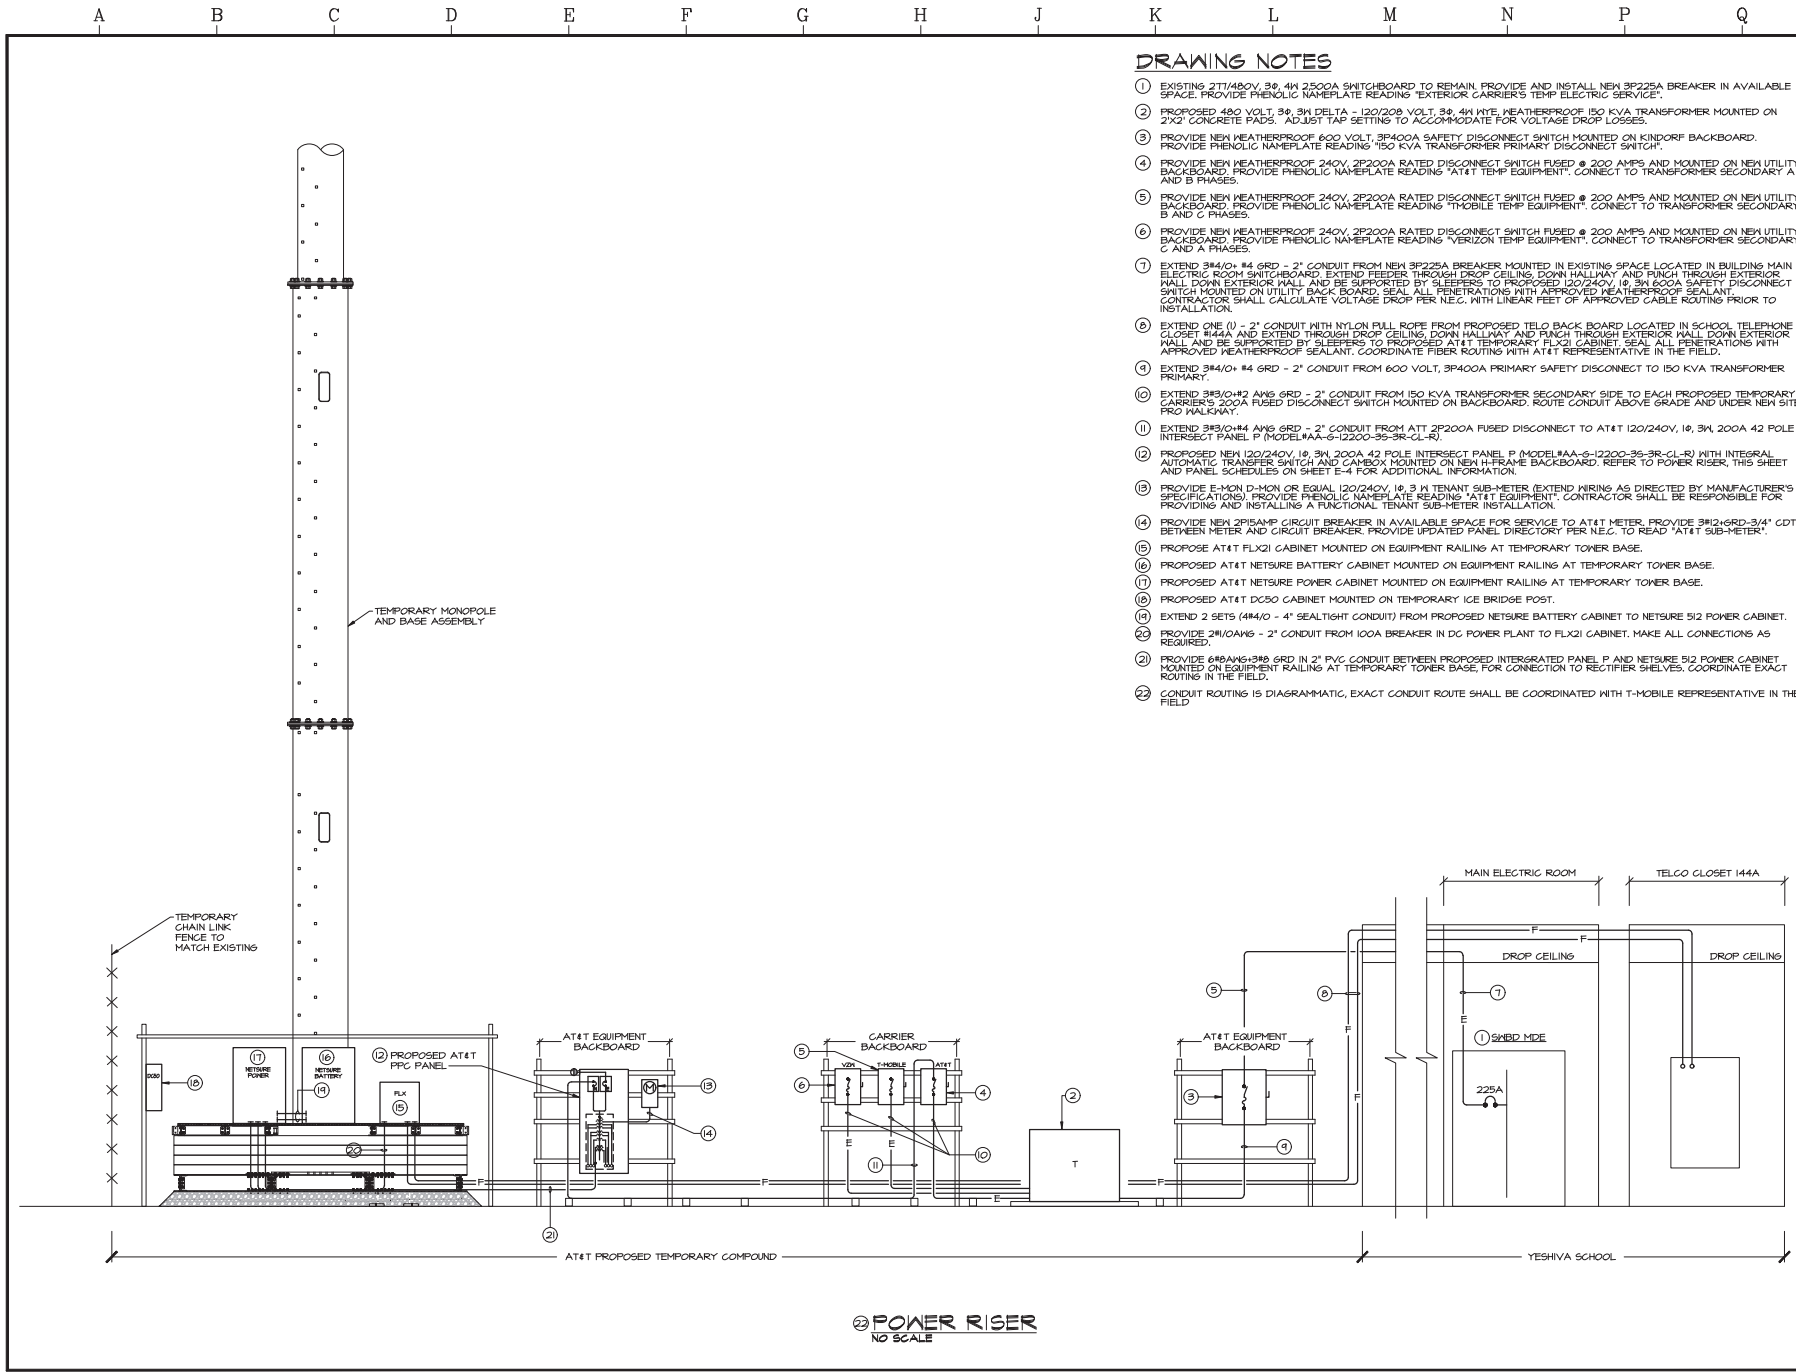 A B C D E F G H J K L M N P Q
DRAWING NOTES
1 EXISTING 277/480V, 3Φ, 4W 2,500A SWITCHBOARD TO REMAIN. PROVIDE AND INSTALL NEW 3P225A BREAKER IN AVAILABLE
SPACE. PROVIDE PHENOLIC NAMEPLATE READING "EXTERIOR CARRIER'S TEMP ELECTRIC SERVICE".
2 PROPOSED 480 VOLT, 3Φ, 3W DELTA - 120/208 VOLT, 3Φ, 4W WYE, WEATHERPROOF 150 KVA TRANSFORMER MOUNTED ON
2'X2' CONCRETE PADS. ADJUST TAP SETTING TO ACCOMMODATE FOR VOLTAGE DROP LOSSES.
3 PROVIDE NEW WEATHERPROOF 600 VOLT, 3P400A SAFETY DISCONNECT SWITCH MOUNTED ON KINDORF BACKBOARD.
PROVIDE PHENOLIC NAMEPLATE READING "150 KVA TRANSFORMER PRIMARY DISCONNECT SWITCH".
4 PROVIDE NEW WEATHERPROOF 240V, 2P200A RATED DISCONNECT SWITCH FUSED @ 200 AMPS AND MOUNTED ON NEW UTILITY
BACKBOARD. PROVIDE PHENOLIC NAMEPLATE READING "AT&T TEMP EQUIPMENT". CONNECT TO TRANSFORMER SECONDARY A
AND B PHASES.
5 PROVIDE NEW WEATHERPROOF 240V, 2P200A RATED DISCONNECT SWITCH FUSED @ 200 AMPS AND MOUNTED ON NEW UTILITY
BACKBOARD. PROVIDE PHENOLIC NAMEPLATE READING "TMOBILE TEMP EQUIPMENT". CONNECT TO TRANSFORMER SECONDARY
B AND C PHASES.
6 PROVIDE NEW WEATHERPROOF 240V, 2P200A RATED DISCONNECT SWITCH FUSED @ 200 AMPS AND MOUNTED ON NEW UTILITY
BACKBOARD. PROVIDE PHENOLIC NAMEPLATE READING "VERIZON TEMP EQUIPMENT". CONNECT TO TRANSFORMER SECONDARY
C AND A PHASES.
7 EXTEND 3#4/0+ #4 GRD - 2" CONDUIT FROM NEW 3P225A BREAKER MOUNTED IN EXISTING SPACE LOCATED IN BUILDING MAIN
ELECTRIC ROOM SWITCHBOARD. EXTEND FEEDER THROUGH DROP CEILING, DOWN HALLWAY AND PUNCH THROUGH EXTERIOR
WALL DOWN EXTERIOR WALL AND BE SUPPORTED BY SLEEPERS TO PROPOSED 120/240V, 1Φ, 3W 600A SAFETY DISCONNECT
SWITCH MOUNTED ON UTILITY BACK BOARD. SEAL ALL PENETRATIONS WITH APPROVED WEATHERPROOF SEALANT.
CONTRACTOR SHALL CALCULATE VOLTAGE DROP PER N.E.C. WITH LINEAR FEET OF APPROVED CABLE ROUTING PRIOR TO
INSTALLATION.
8 EXTEND ONE (1) - 2" CONDUIT WITH NYLON PULL ROPE FROM PROPOSED TELO BACK BOARD LOCATED IN SCHOOL TELEPHONE
CLOSET #144A AND EXTEND THROUGH DROP CEILING, DOWN HALLWAY AND PUNCH THROUGH EXTERIOR WALL DOWN EXTERIOR
WALL AND BE SUPPORTED BY SLEEPERS TO PROPOSED AT&T TEMPORARY FLX21 CABINET. SEAL ALL PENETRATIONS WITH
APPROVED WEATHERPROOF SEALANT. COORDINATE FIBER ROUTING WITH AT&T REPRESENTATIVE IN THE FIELD.
9 EXTEND 3#4/0+ #4 GRD - 2" CONDUIT FROM 600 VOLT, 3P400A PRIMARY SAFETY DISCONNECT TO 150 KVA TRANSFORMER
PRIMARY.
10 EXTEND 3#3/0+#2 AWG GRD - 2" CONDUIT FROM 150 KVA TRANSFORMER SECONDARY SIDE TO EACH PROPOSED TEMPORARY
CARRIER'S 200A FUSED DISCONNECT SWITCH MOUNTED ON BACKBOARD. ROUTE CONDUIT ABOVE GRADE AND UNDER NEW SITE
PRO WALKWAY.
11 EXTEND 3#3/0+#4 AWG GRD - 2" CONDUIT FROM ATT 2P200A FUSED DISCONNECT TO AT&T 120/240V, 1Φ, 3W, 200A 42 POLE
INTERSECT PANEL P (MODEL#AA-G-12200-3S-3R-CL-R).
12 PROPOSED NEW 120/240V, 1Φ, 3W, 200A 42 POLE INTERSECT PANEL P (MODEL#AA-G-12200-3S-3R-CL-R) WITH INTEGRAL
AUTOMATIC TRANSFER SWITCH AND CAMBOX MOUNTED ON NEW H-FRAME BACKBOARD. REFER TO POWER RISER, THIS SHEET
AND PANEL SCHEDULES ON SHEET E-4 FOR ADDITIONAL INFORMATION.
13 PROVIDE E-MON D-MON OR EQUAL 120/240V, 1Φ, 3 W TENANT SUB-METER (EXTEND WIRING AS DIRECTED BY MANUFACTURER'S
SPECIFICATIONS). PROVIDE PHENOLIC NAMEPLATE READING "AT&T EQUIPMENT". CONTRACTOR SHALL BE RESPONSIBLE FOR
PROVIDING AND INSTALLING A FUNCTIONAL TENANT SUB-METER INSTALLATION.
14 PROVIDE NEW 2P15AMP CIRCUIT BREAKER IN AVAILABLE SPACE FOR SERVICE TO AT&T METER. PROVIDE 3#12+GRD-3/4" CDT
BETWEEN METER AND CIRCUIT BREAKER. PROVIDE UPDATED PANEL DIRECTORY PER N.E.C. TO READ "AT&T SUB-METER".
15 PROPOSE AT&T FLX21 CABINET MOUNTED ON EQUIPMENT RAILING AT TEMPORARY TOWER BASE.
16 PROPOSED AT&T NETSURE BATTERY CABINET MOUNTED ON EQUIPMENT RAILING AT TEMPORARY TOWER BASE.
17 PROPOSED AT&T NETSURE POWER CABINET MOUNTED ON EQUIPMENT RAILING AT TEMPORARY TOWER BASE.
18 PROPOSED AT&T DC50 CABINET MOUNTED ON TEMPORARY ICE BRIDGE POST.
19 EXTEND 2 SETS (4#4/0 - 4" SEALTIGHT CONDUIT) FROM PROPOSED NETSURE BATTERY CABINET TO NETSURE 512 POWER CABINET.
20 PROVIDE 2#1/0AWG - 2" CONDUIT FROM 100A BREAKER IN DC POWER PLANT TO FLX21 CABINET. MAKE ALL CONNECTIONS AS
REQUIRED.
21 PROVIDE 6#8AWG+3#8 GRD IN 2" PVC CONDUIT BETWEEN PROPOSED INTERGRATED PANEL P AND NETSURE 512 POWER CABINET
MOUNTED ON EQUIPMENT RAILING AT TEMPORARY TOWER BASE, FOR CONNECTION TO RECTIFIER SHELVES. COORDINATE EXACT
ROUTING IN THE FIELD.
22 CONDUIT ROUTING IS DIAGRAMMATIC, EXACT CONDUIT ROUTE SHALL BE COORDINATED WITH T-MOBILE REPRESENTATIVE IN THE
FIELD
TEMPORARY MONOPOLE
AND BASE ASSEMBLY
TEMPORARY
CHAIN LINK
FENCE TO
MATCH EXISTING
MAIN ELECTRIC ROOM
TELCO CLOSET 144A
F
F
DROP CEILING
DROP CEILING
5
8
7
E
F
F
DC50
18
17
NETSURE
POWER
16
NETSURE
BATTERY
19
FLX
15
20
12 PROPOSED AT&T
PPC PANEL
AT&T EQUIPMENT
BACKBOARD
M
13
14
CARRIER
BACKBOARD
5
6
VZW
T-MOBILE
AT&T
4
E
E
10
11
2
T
AT&T EQUIPMENT
BACKBOARD
3
9
1 SWBD MDE
225A
F
F
E
21
AT&T PROPOSED TEMPORARY COMPOUND
YESHIVA SCHOOL
22 POWER RISER
NO SCALE